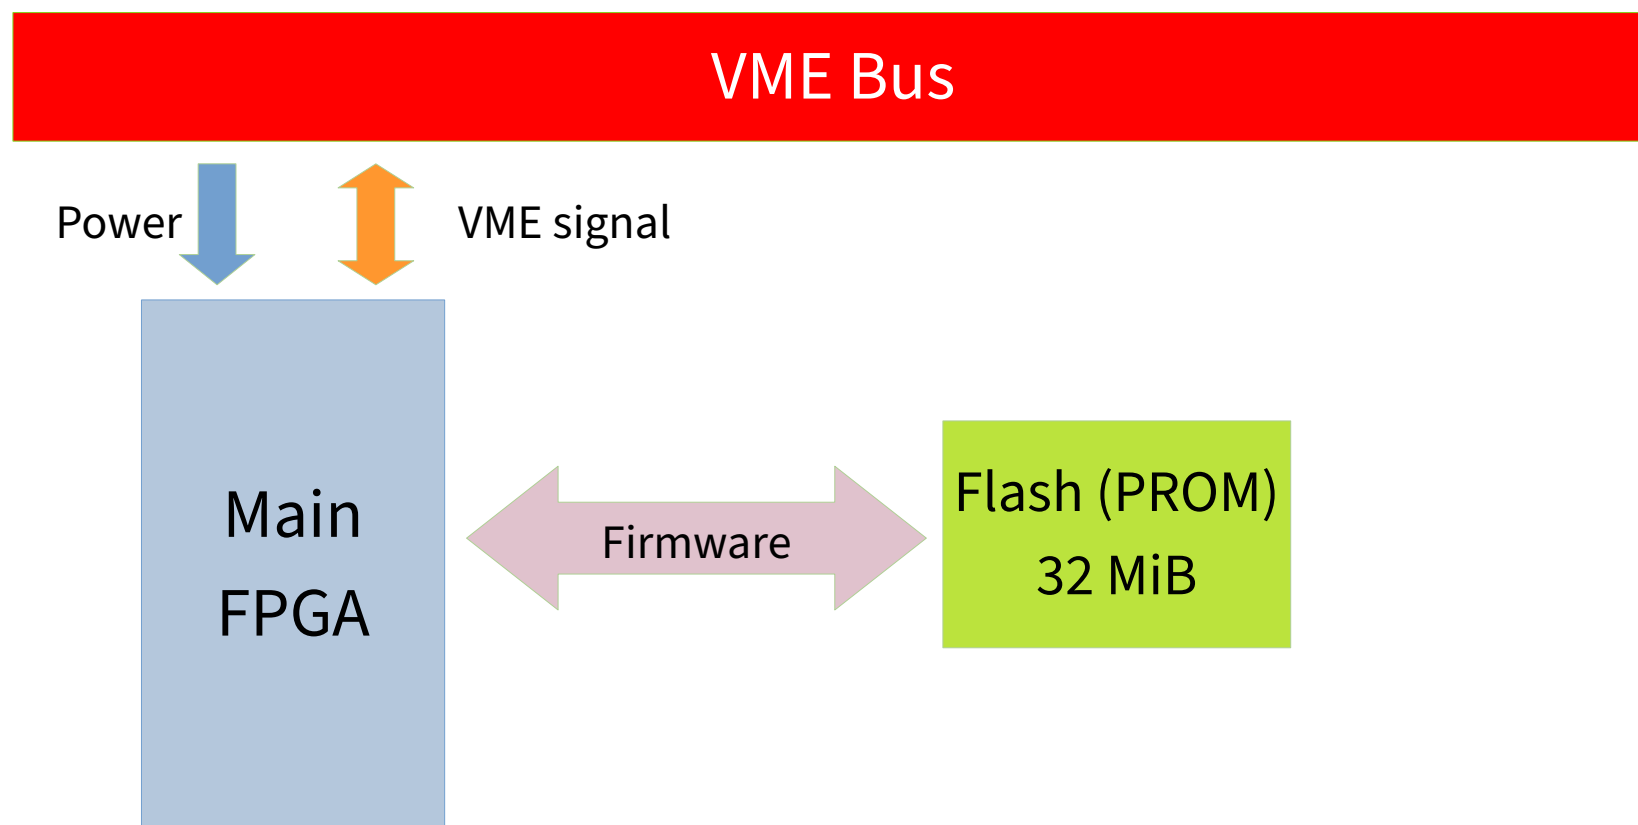 VME Bus
Power
VME signal
Main
FPGA
Firmware
Flash (PROM)
32 MiB